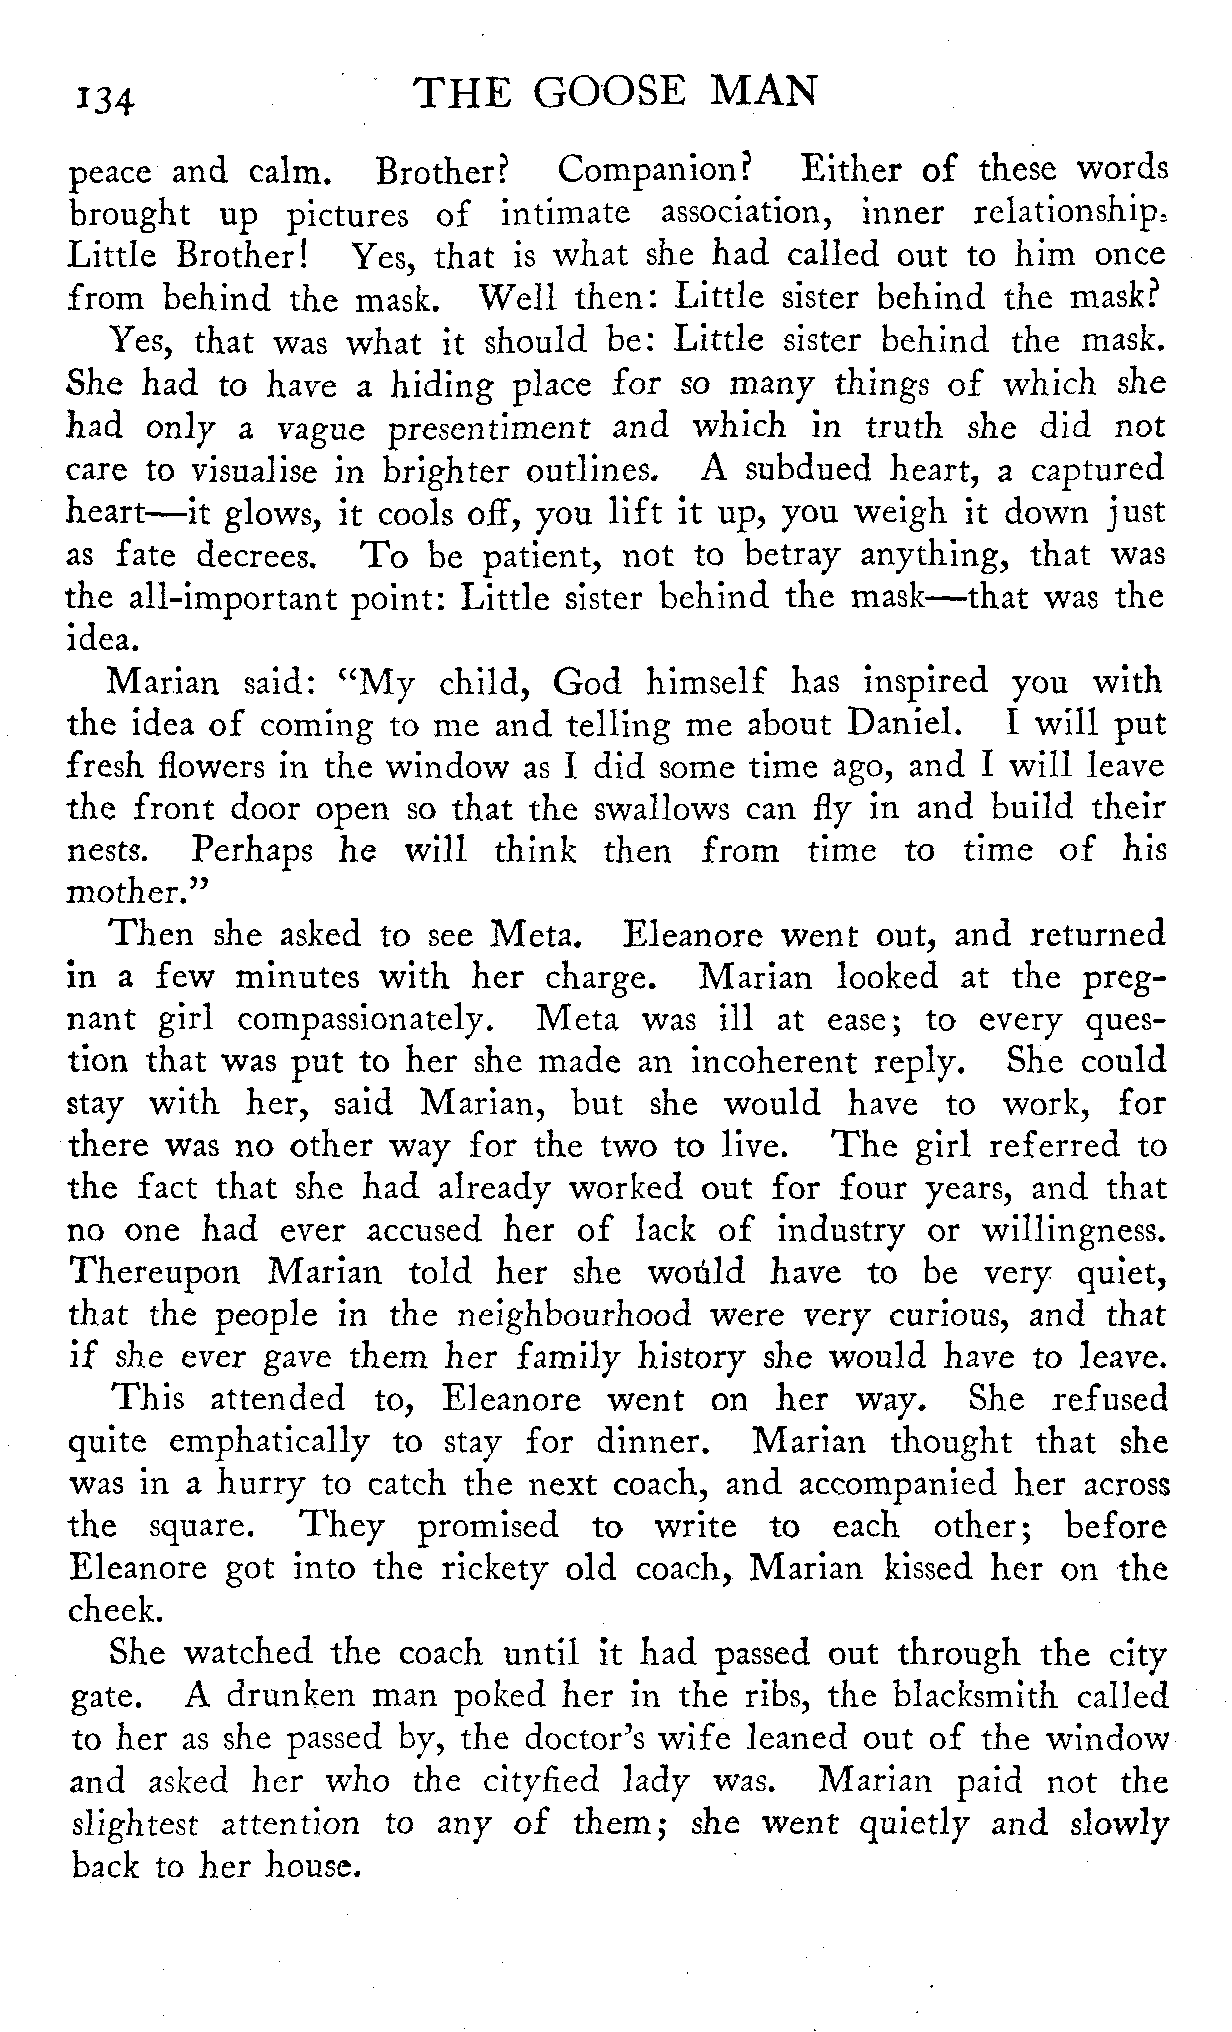 134 THE GOOSE MAN
peace and calm. Brother? Companion? Either of these words
brought up pictures of intimate association, inner relationship.
Little Brother! Yes, that is what she had called out to him once
from behind the mask. Well then: Little sister behind the mask?
Yes, that was what it should be: Little sister behind the mask.
She had to have a hiding place for so many things of which she
had only a vague presentiment and which in truth she did not
care to visualise in brighter outlines. A subdued heart, a captured
heart—it glows, it cools off, you lift it up, you weigh it down just
as fate decrees. To be patient, not to betray anything, that was
the all-important point: Little sister behind the mask—that was the
idea.
Marian said: “My child, God himself has inspired you with
the idea of coming to me and telling me about Daniel. I will put
fresh flowers in the window as I did some time ago, and I will leave
the front door open so that the swallows can fly in and build their
nests. Perhaps he will think then from time to time of his
mother.”
Then she asked to see Meta. Eleanore went out, and returned
in a few minutes with her charge. Marian looked at the preg-
nant girl compassionately. Meta was ill at ease; to every ques-
tion that was put to her she made an incoherent reply. She could
stay with her, said Marian, but she would have to work, for
there was no other way for the two to live. The girl referred to
the fact that she had already worked out for four years, and that
no one had ever accused her of lack of industry or willingness.
Thereupon Marian told her she would have to be very quiet,
that the people in the neighbourhood were very curious, and that
if she ever gave them her family history she would have to leave.
This attended to, Eleanore went on her way. She refused
quite emphatically to stay for dinner. Marian thought that she
was in a hurry to catch the next coach, and accompanied her across
the square. They promised to write to each other; before
Eleanore got into the rickety old coach, Marian kissed her on the
cheek.
She watched the coach until it had passed out through the city
gate. A drunken man poked her in the ribs, the blacksmith called
to her as she passed by, the doctor’s wife leaned out of the window
and asked her who the cityfied lady was. Marian paid not the
slightest attention to any of them; she went quietly and slowly
back to her house.